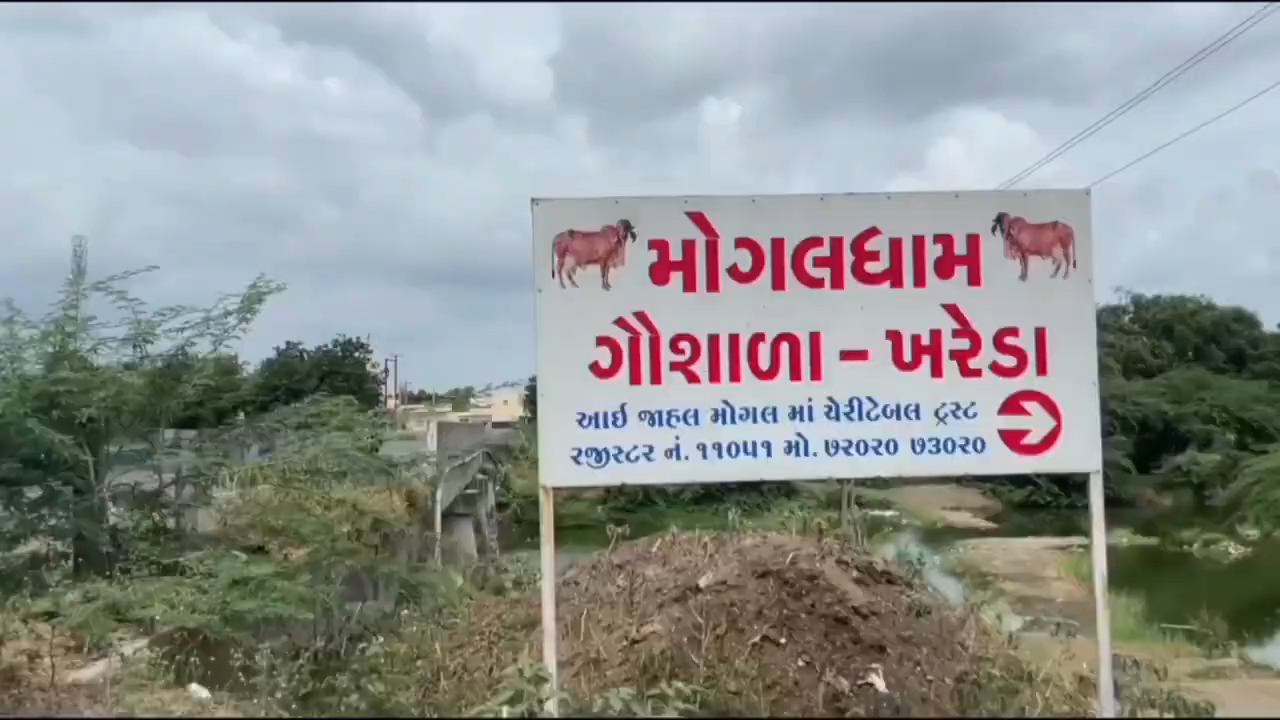 મોગલધામ
ગૌશાળા - ખરેડા
આઈ જાહલ મોગલ માં ચેરીટેબલ ટ્રસ્ટ
રજીસ્ટર નં. ૧૧૦૫૧ મો. ૭૨૦૨૦ ૭૩૦૨૦